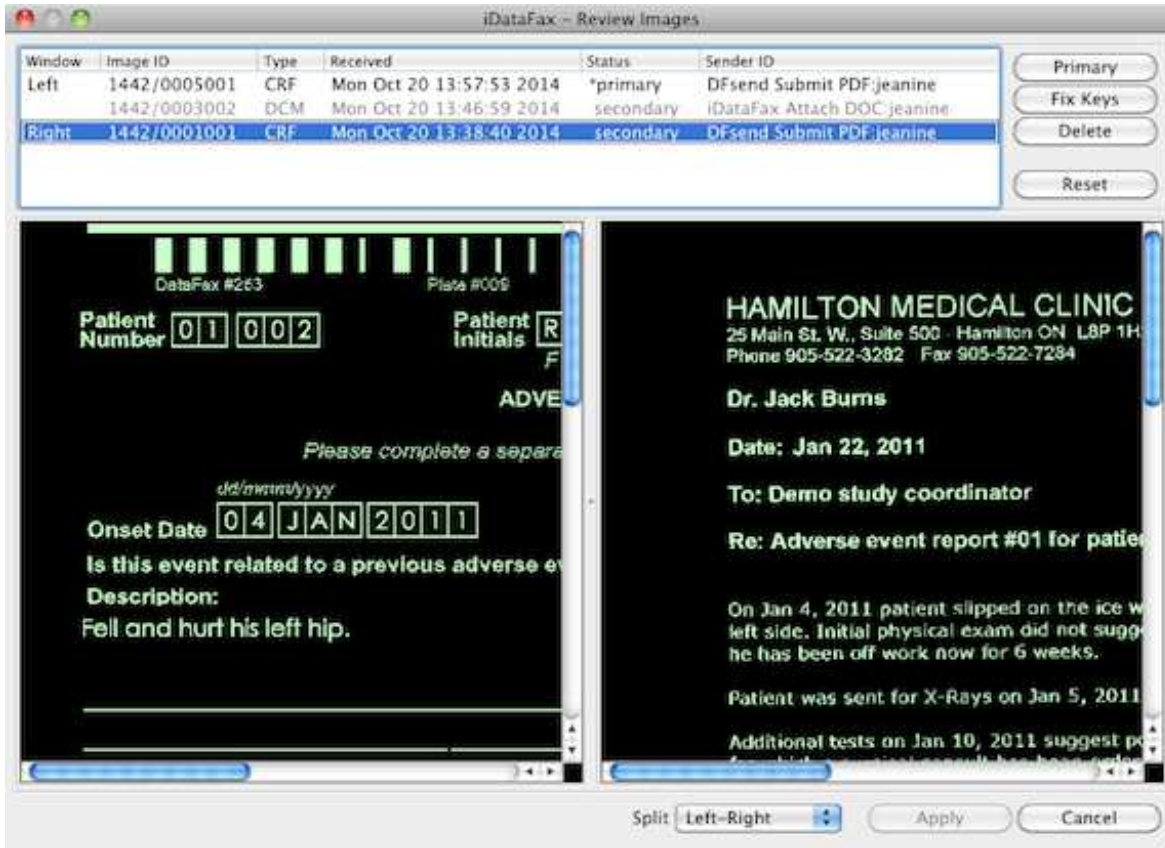 iDataFax – Review Images
Window Image ID Type Received Status Sender ID
Left 1442/0005001 CRF Mon Oct 20 13:57:53 2014 *primary DFsend Submit PDF:jeanine
1442/0003002 DCM Mon Oct 20 13:46:59 2014 secondary iDataFax Attach DOC:jeanine
Right 1442/0001001 CRF Mon Oct 20 13:38:40 2014 secondary DFsend Submit PDF:jeanine
Primary
Fix Keys
Delete
Reset
DataFax #263 Plate #009
Patient Number 01 002 Patient Initials R
F
ADVE
Please complete a separa
dd/mmm/yyyy
Onset Date 04 JAN 2011
Is this event related to a previous adverse ev
Description:
Fell and hurt his left hip.
HAMILTON MEDICAL CLINIC
25 Main St. W., Suite 500 Hamilton ON L8P 1H
Phone 905-522-3282 Fax 905-522-7284
Dr. Jack Burns
Date: Jan 22, 2011
To: Demo study coordinator
Re: Adverse event report #01 for patie
On Jan 4, 2011 patient slipped on the ice w
left side. Initial physical exam did not sugg
he has been off work now for 6 weeks.
Patient was sent for X-Rays on Jan 5, 2011
Additional tests on Jan 10, 2011 suggest po
Split Left-Right Apply Cancel